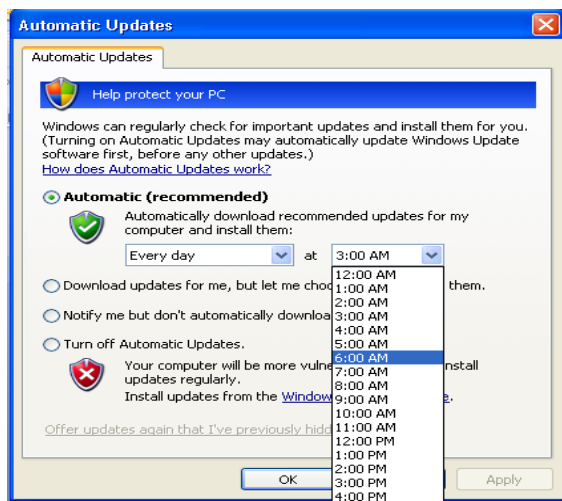 Automatic Updates
Automatic Updates
Help protect your PC
Windows can regularly check for important updates and install them for you.
(Turning on Automatic Updates may automatically update Windows Update
software first, before any other updates.)
How does Automatic Updates work?
Automatic (recommended)
Automatically download recommended updates for my
computer and install them:
Every day at 3:00 AM
12:00 AM
Download updates for me, but let me them.
1:00 AM
2:00 AM
Notify me but don't automatically
3:00 AM
4:00 AM
Turn off Automatic Updates.
5:00 AM
6:00 AM
Your computer will be more
7:00 AM
updates regularly.
8:00 AM
Install updates from the
9:00 AM
10:00 AM
Offer updates again that I've previously
11:00 AM
12:00 PM
1:00 PM
2:00 PM
OK Apply
3:00 PM
4:00 PM